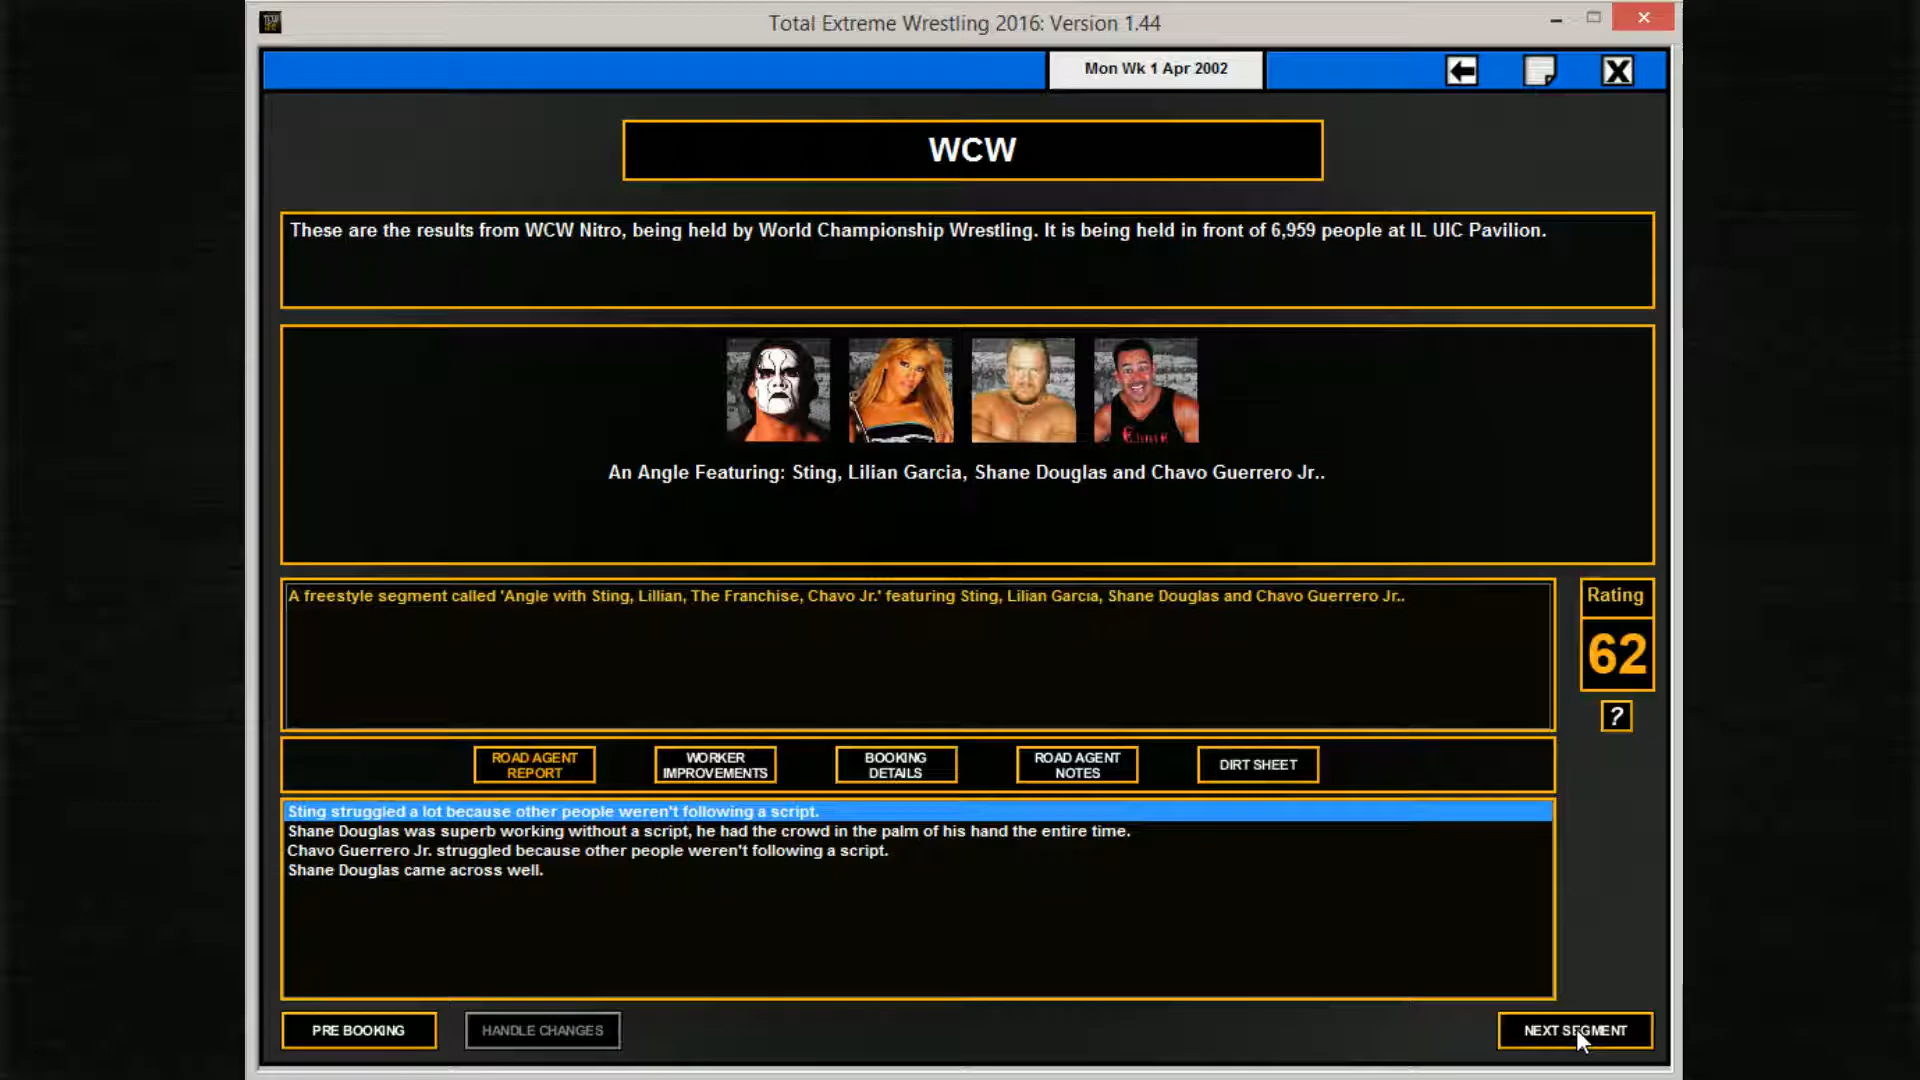 Total Extreme Wrestling 2016: Version 1.44
Mon Wk 1 Apr 2002
WCW
These are the results from WCW Nitro, being held by World Championship Wrestling. It is being held in front of 6,959 people at IL UIC Pavilion.
An Angle Featuring: Sting, Lilian Garcia, Shane Douglas and Chavo Guerrero Jr..
A freestyle segment called 'Angle with Sting, Lillian, The Franchise, Chavo Jr.' featuring Sting, Lilian Garcia, Shane Douglas and Chavo Guerrero Jr..
Rating
62
?
ROAD AGENT REPORT
WORKER IMPROVEMENTS
BOOKING DETAILS
ROAD AGENT NOTES
DIRT SHEET
Sting struggled a lot because other people weren't following a script.
Shane Douglas was superb working without a script, he had the crowd in the palm of his hand the entire time.
Chavo Guerrero Jr. struggled because other people weren't following a script.
Shane Douglas came across well.
PRE BOOKING
HANDLE CHANGES
NEXT SEGMENT